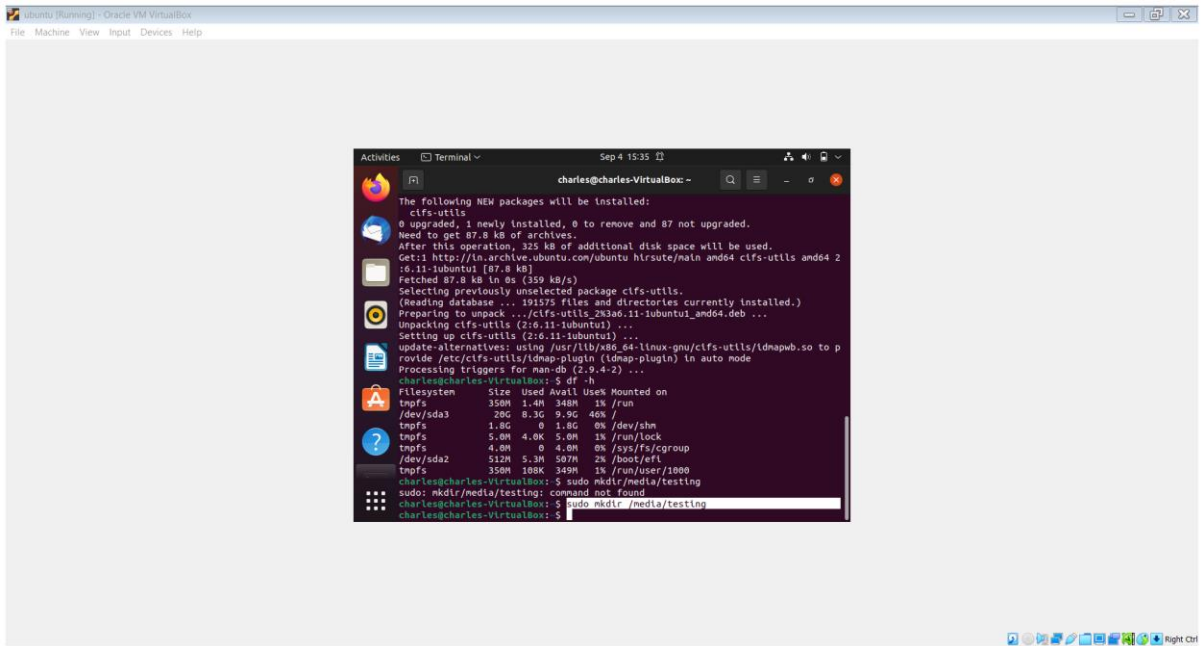 ubuntu [Running] - Oracle VM VirtualBox
File Machine View Input Devices Help
Activities Terminal Sep 4 15:35
charles@charles-VirtualBox: ~
The following NEW packages will be installed:
cifs-utils
0 upgraded, 1 newly installed, 0 to remove and 87 not upgraded.
Need to get 87.8 kB of archives.
After this operation, 325 kB of additional disk space will be used.
Get:1 http://in.archive.ubuntu.com/ubuntu hirsute/main amd64 cifs-utils amd64 2
:6.11-1ubuntu1 [87.8 kB]
Fetched 87.8 kB in 0s (359 kB/s)
Selecting previously unselected package cifs-utils.
(Reading database ... 191575 files and directories currently installed.)
Preparing to unpack .../cifs-utils_2%3a6.11-1ubuntu1_amd64.deb ...
Unpacking cifs-utils (2:6.11-1ubuntu1) ...
Setting up cifs-utils (2:6.11-1ubuntu1) ...
update-alternatives: using /usr/lib/x86_64-linux-gnu/cifs-utils/idmapwb.so to p
rovide /etc/cifs-utils/idmap-plugin (idmap-plugin) in auto mode
Processing triggers for man-db (2.9.4-2) ...
charles@charles-VirtualBox:~$ df -h
Filesystem Size Used Avail Use% Mounted on
tmpfs 350M 1.4M 348M 1% /run
/dev/sda3 20G 8.3G 9.9G 46% /
tmpfs 1.8G 0 1.8G 0% /dev/shm
tmpfs 5.0M 4.0K 5.0M 1% /run/lock
tmpfs 4.0M 0 4.0M 0% /sys/fs/cgroup
/dev/sda2 512M 5.3M 507M 2% /boot/efi
tmpfs 350M 108K 349M 1% /run/user/1000
charles@charles-VirtualBox:~$ sudo mkdir/media/testing
sudo: mkdir/media/testing: command not found
charles@charles-VirtualBox:~$ sudo mkdir /media/testing
charles@charles-VirtualBox:~$
Right Ctrl